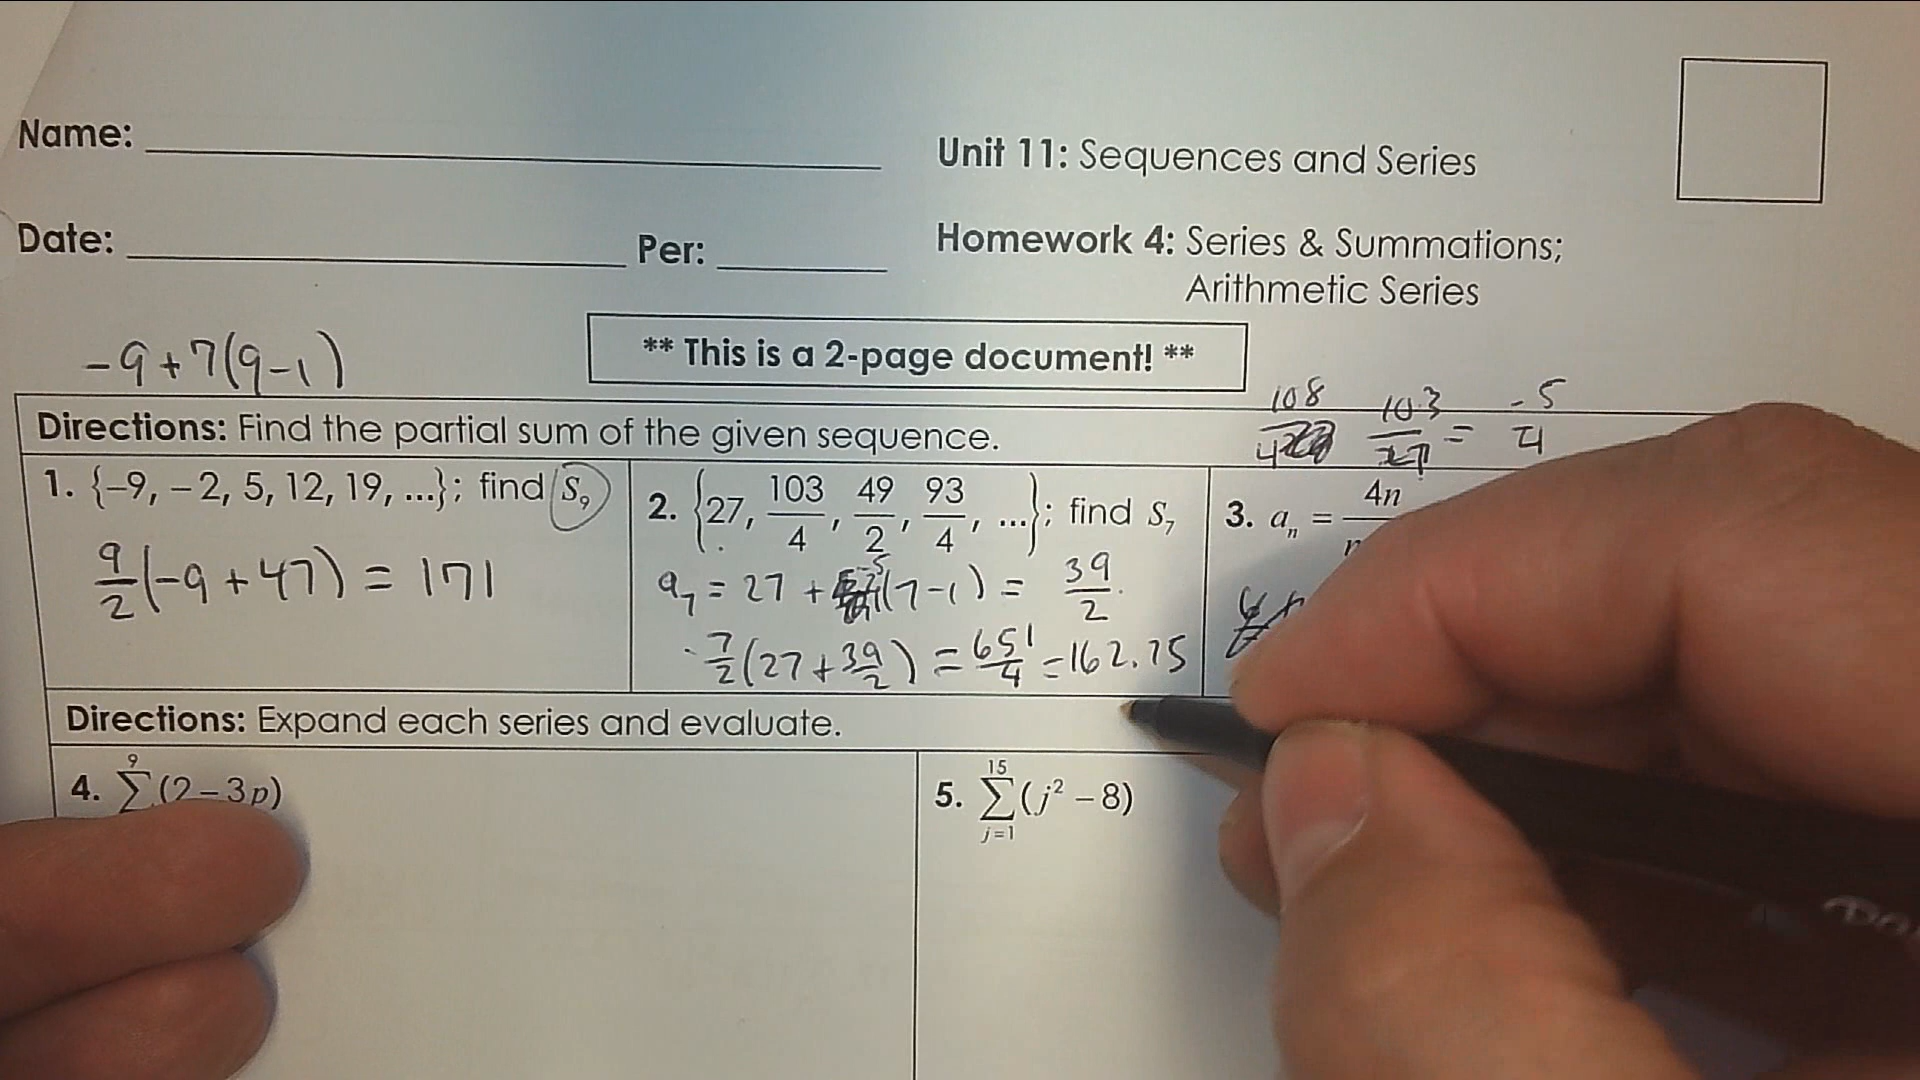 Name:
Unit 11: Sequences and Series
Date: Per:
Homework 4: Series & Summations;
Arithmetic Series
** This is a 2-page document! **
-9+7(9-1)
108/4 103/4 = -5/4
Directions: Find the partial sum of the given sequence.
1. {-9, -2, 5, 12, 19, ...}; find S₉
9/2(-9+47) = 171
2. {27, 103/4, 49/2, 93/4, ...}; find S₇
a₇ = 27 + (7-1) = 39/2
7/2(27+39/2) = 651/4 = 162.75
3. aₙ = 4n
Directions: Expand each series and evaluate.
4. 9 ∑ (2-3p)
5. 15 ∑ j=1 (j² - 8)